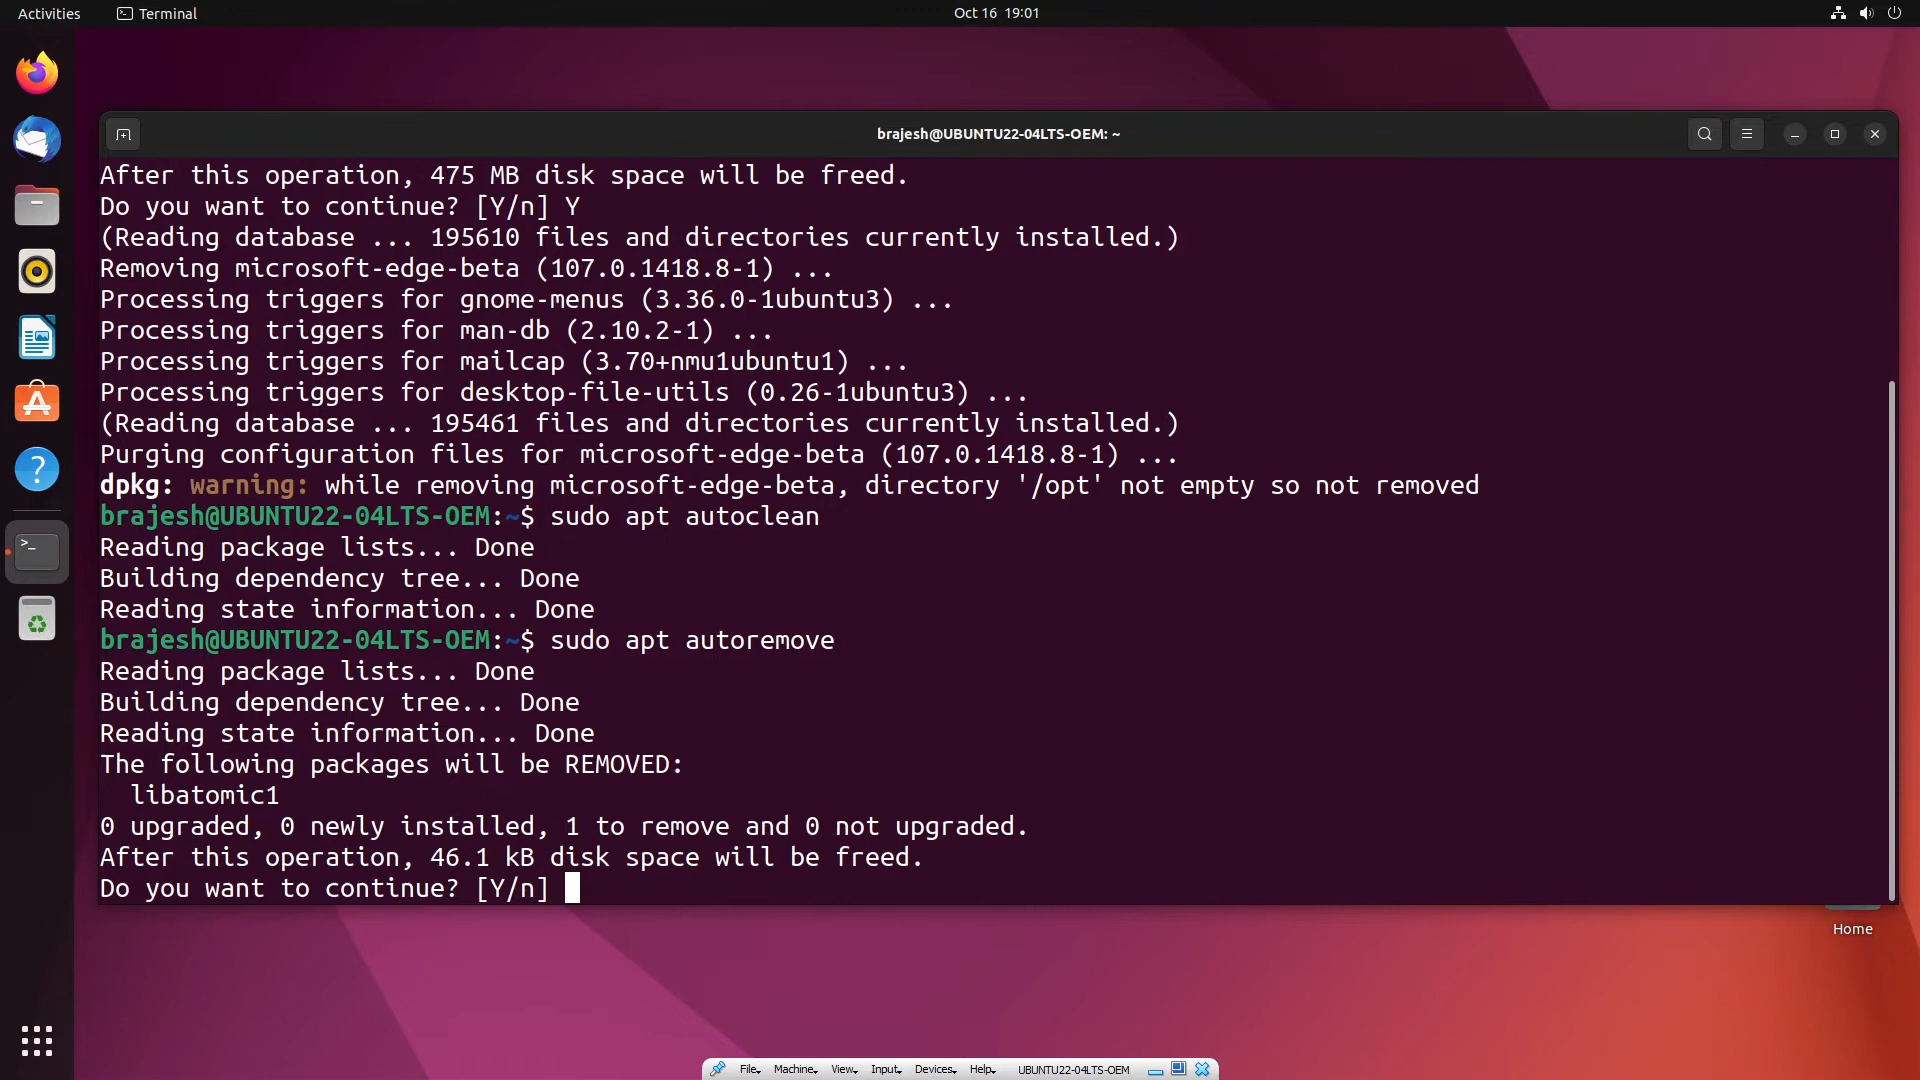 Activities Terminal Oct 16 19:01
brajesh@UBUNTU22-04LTS-OEM: ~
After this operation, 475 MB disk space will be freed.
Do you want to continue? [Y/n] Y
(Reading database ... 195610 files and directories currently installed.)
Removing microsoft-edge-beta (107.0.1418.8-1) ...
Processing triggers for gnome-menus (3.36.0-1ubuntu3) ...
Processing triggers for man-db (2.10.2-1) ...
Processing triggers for mailcap (3.70+nmu1ubuntu1) ...
Processing triggers for desktop-file-utils (0.26-1ubuntu3) ...
(Reading database ... 195461 files and directories currently installed.)
Purging configuration files for microsoft-edge-beta (107.0.1418.8-1) ...
dpkg: warning: while removing microsoft-edge-beta, directory '/opt' not empty so not removed
brajesh@UBUNTU22-04LTS-OEM:~$ sudo apt autoclean
Reading package lists... Done
Building dependency tree... Done
Reading state information... Done
brajesh@UBUNTU22-04LTS-OEM:~$ sudo apt autoremove
Reading package lists... Done
Building dependency tree... Done
Reading state information... Done
The following packages will be REMOVED:
  libatomic1
0 upgraded, 0 newly installed, 1 to remove and 0 not upgraded.
After this operation, 46.1 kB disk space will be freed.
Do you want to continue? [Y/n]
Home
File Machine View Input Devices Help UBUNTU22-04LTS-OEM